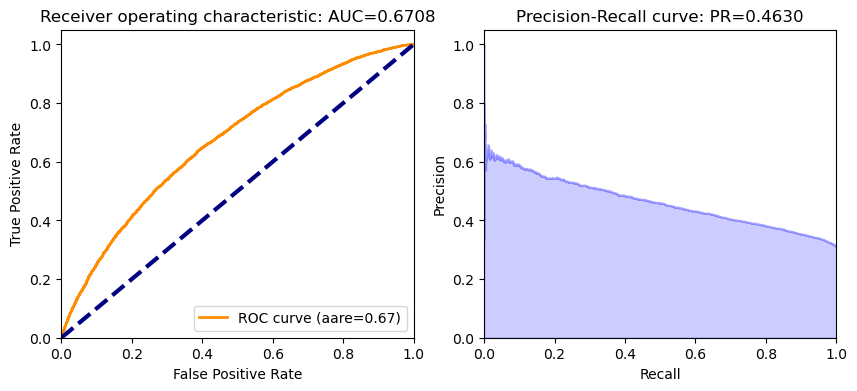 Receiver operating characteristic: AUC=0.6708
True Positive Rate
1.0
0.8
0.6
0.4
0.2
0.0
0.0 0.2 0.4 0.6 0.8 1.0
False Positive Rate
ROC curve (aare=0.67)
Precision-Recall curve: PR=0.4630
Precision
1.0
0.8
0.6
0.4
0.2
0.0
0.0 0.2 0.4 0.6 0.8 1.0
Recall